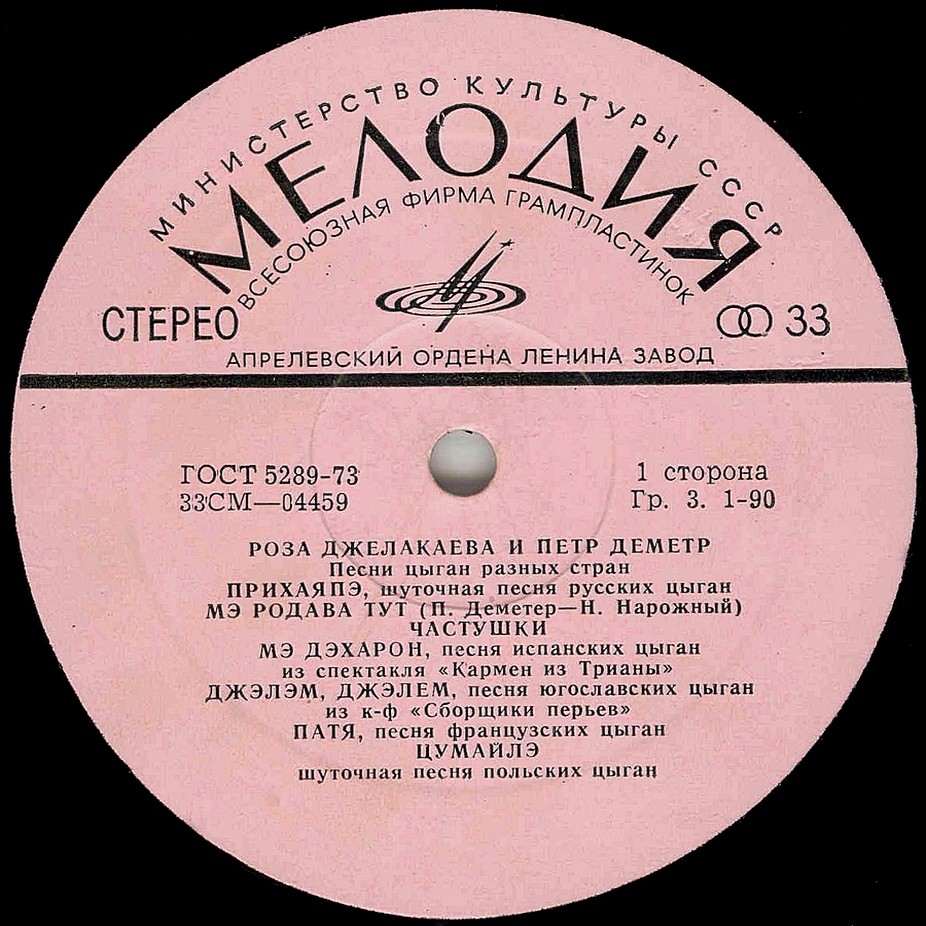 МИНИСТЕРСТВО КУЛЬТУРЫ СССР
МЕЛОДИЯ
ВСЕСОЮЗНАЯ ФИРМА ГРАМПЛАСТИНОК
СТЕРЕО
33
АПРЕЛЕВСКИЙ ОРДЕНА ЛЕНИНА ЗАВОД
ГОСТ 5289-73
1 сторона
33СМ—04459
Гр. 3. 1-90
РОЗА ДЖЕЛАКАЕВА И ПЕТР ДЕМЕТР
Песни цыган разных стран
ПРИХАЯПЭ, шуточная песня русских цыган
МЭ РОДАВА ТУТ (П. Деметер—Н. Нарожный)
ЧАСТУШКИ
МЭ ДЭХАРОН, песня испанских цыган
из спектакля «Кармен из Трианы»
ДЖЭЛЭМ, ДЖЭЛЕМ, песня югославских цыган
из к-ф «Сборщики перьев»
ПАТЯ, песня французских цыган
ЦУМАЙЛЭ
шуточная песня польских цыган